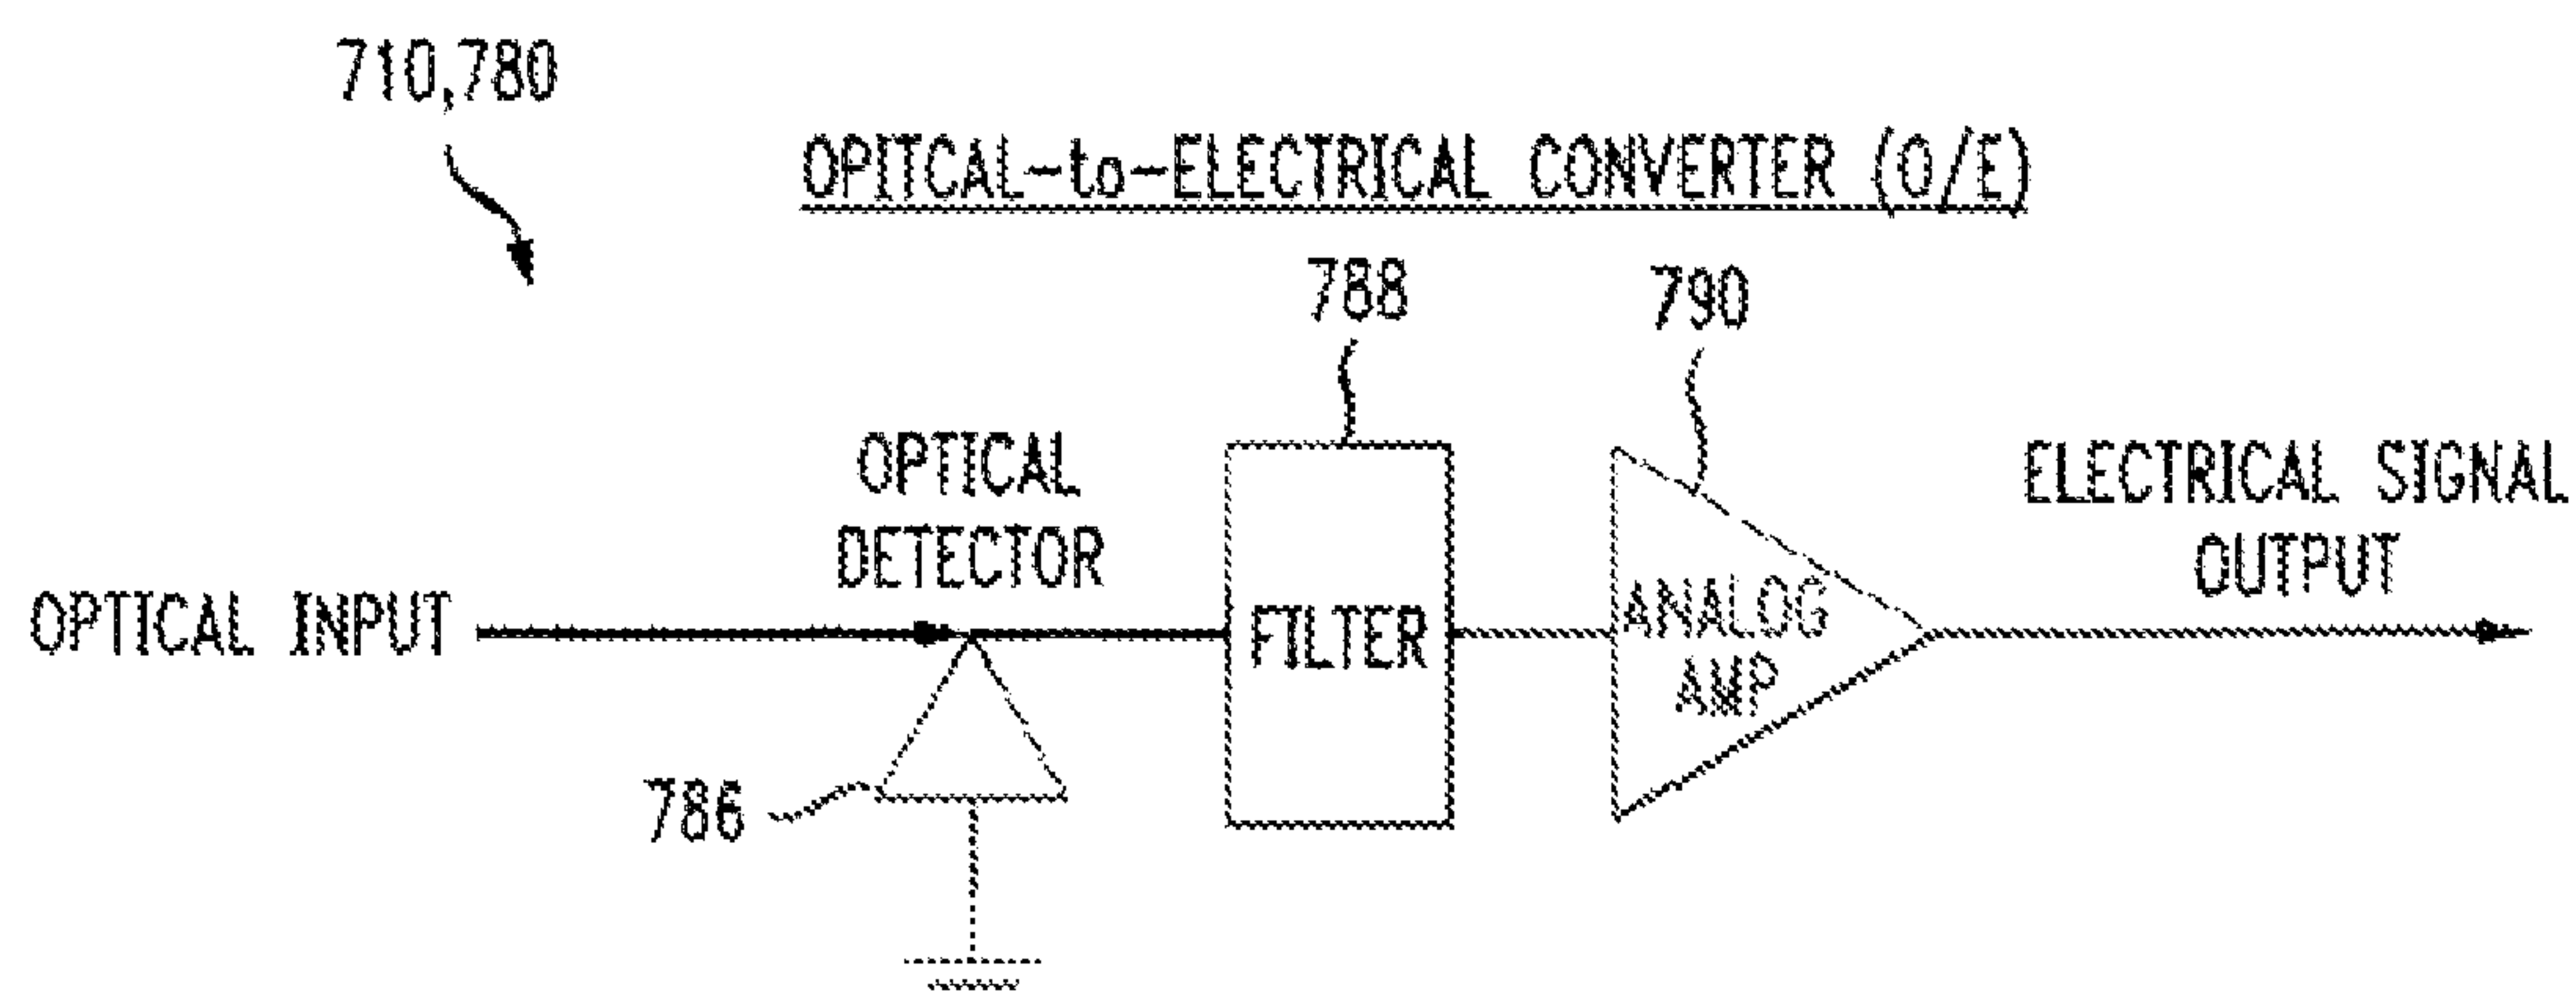 710,780
OPITCAL-to-ELECTRICAL CONVERTER (O/E)
788
790
OPTICAL
DETECTOR
ELECTRICAL SIGNAL
OUTPUT
OPTICAL INPUT
FILTER
ANALOG
AMP
786